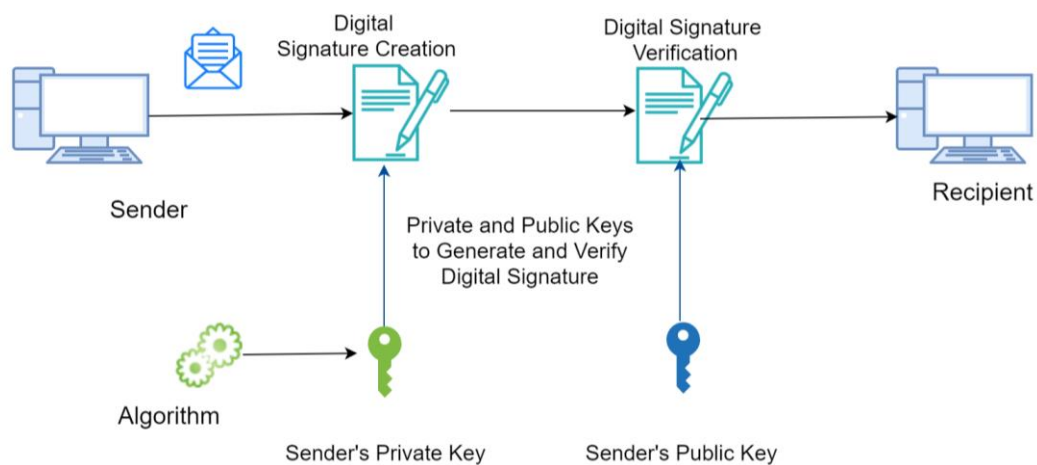 Digital
Signature Creation
Digital Signature
Verification
Sender
Recipient
Private and Public Keys
to Generate and Verify
Digital Signature
Algorithm
Sender's Private Key
Sender's Public Key